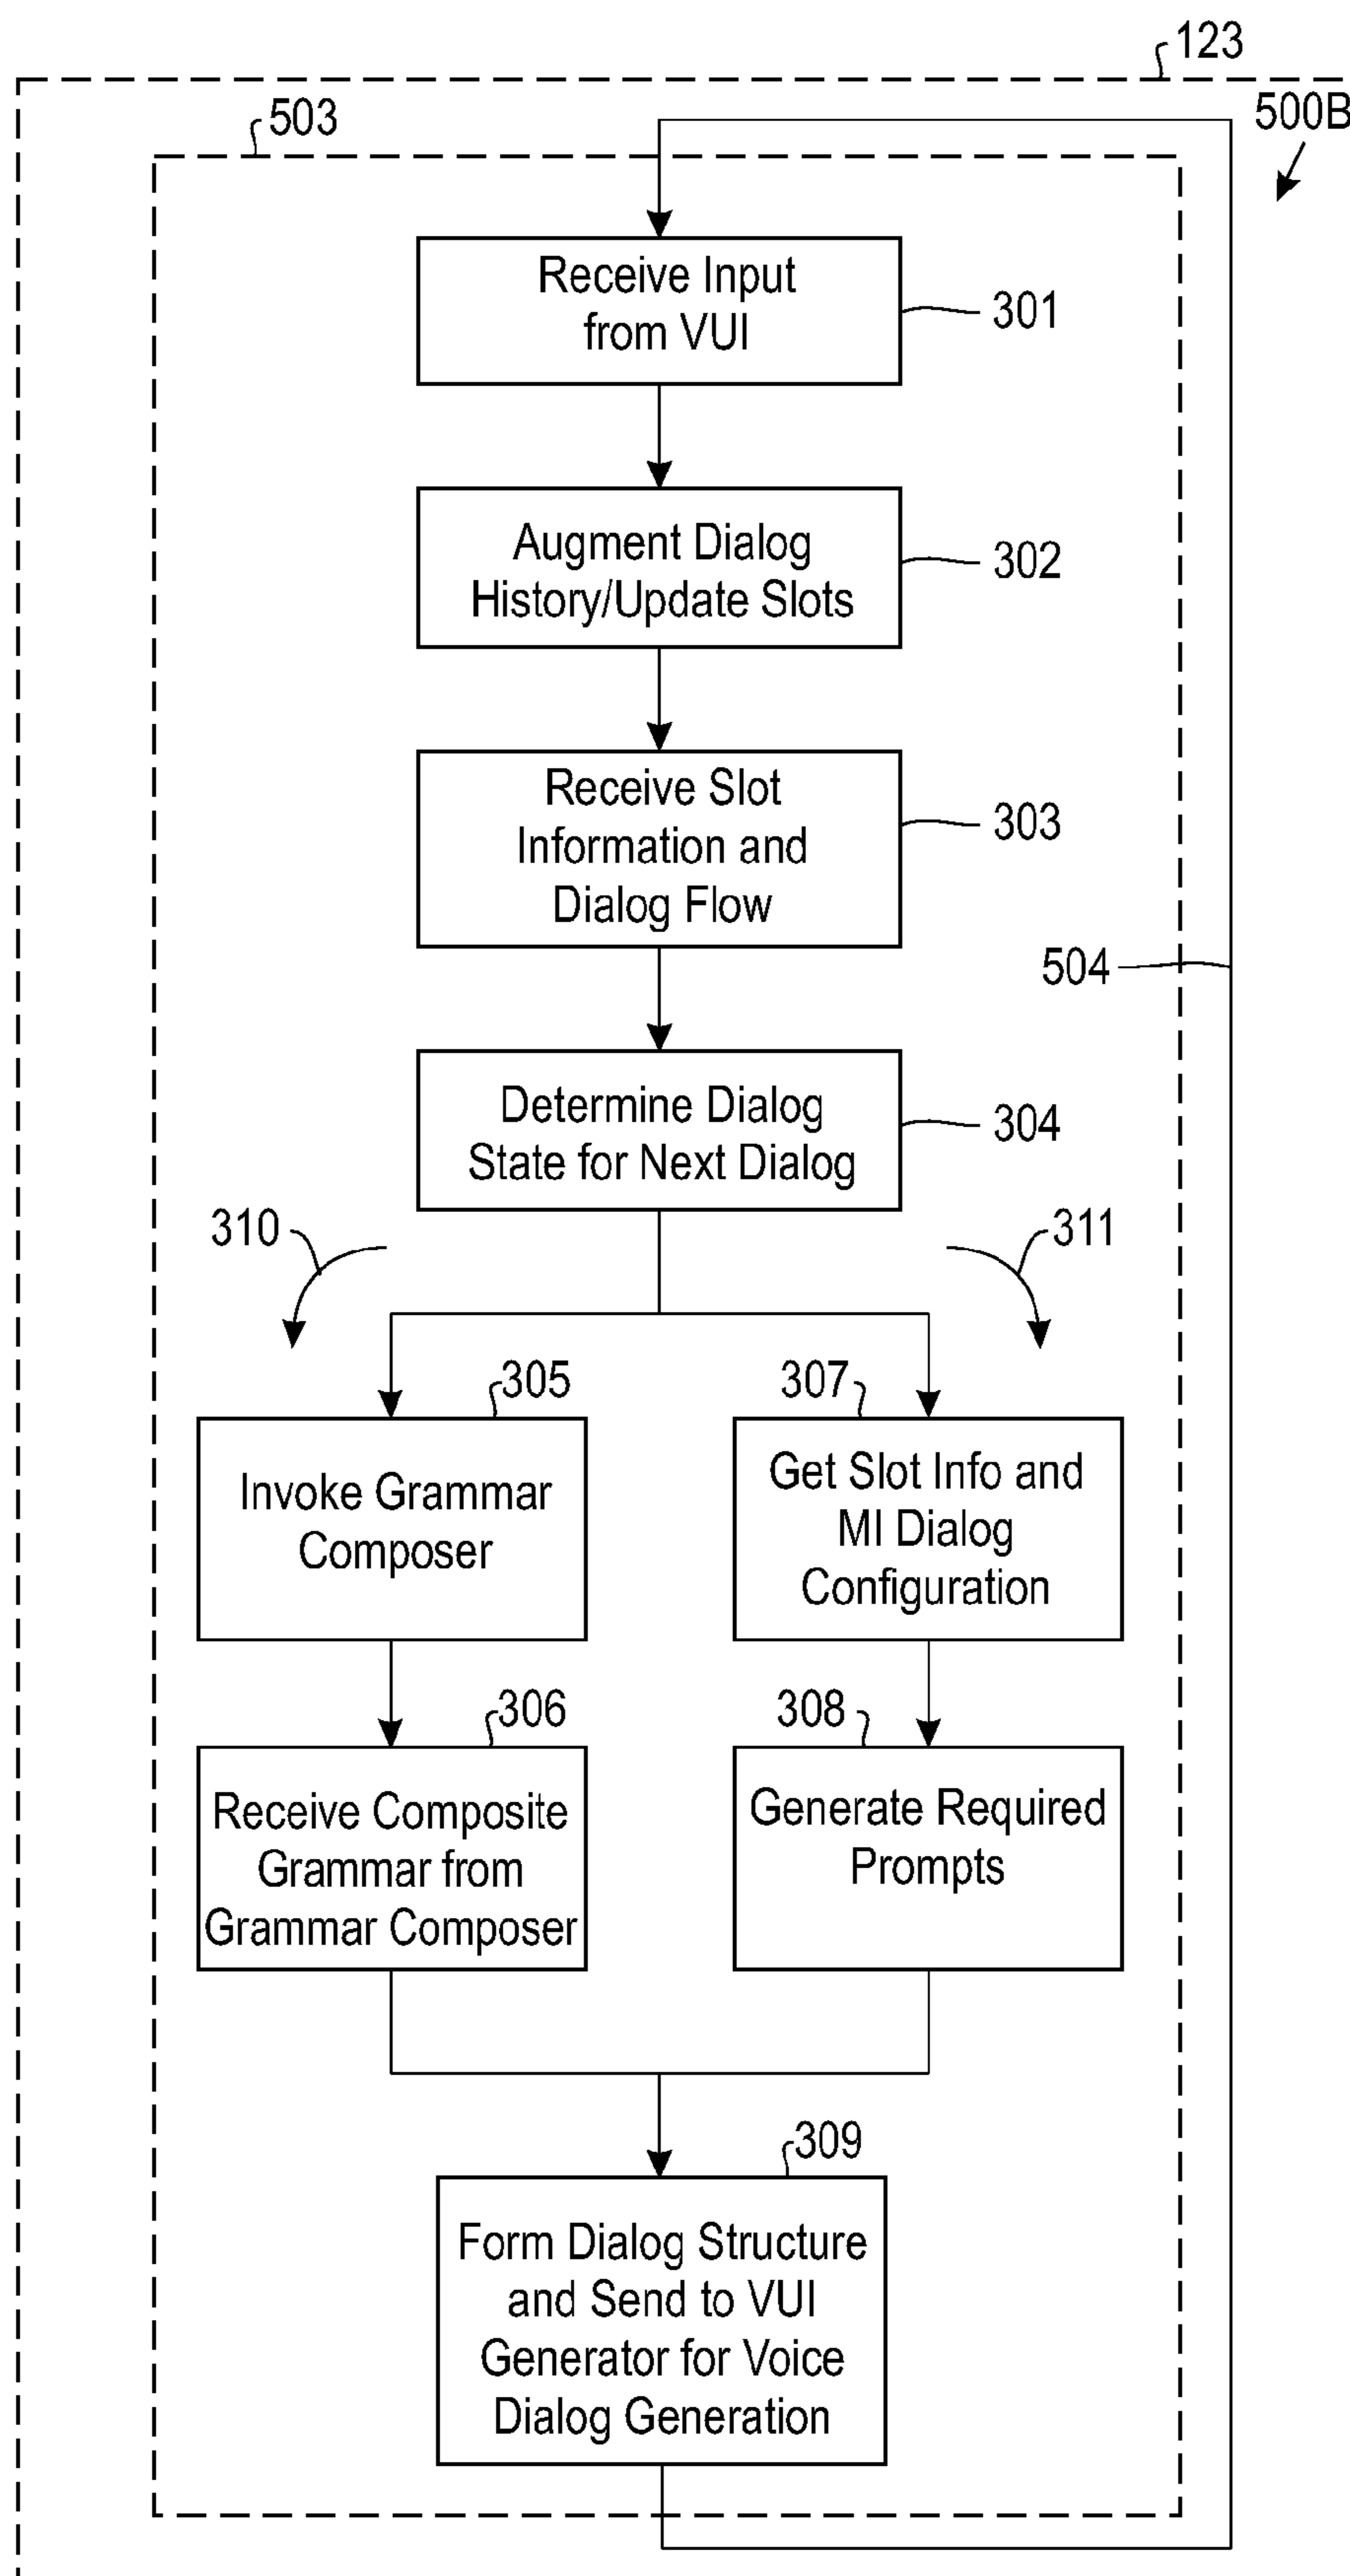 123
500B
503
Receive Input
from VUI
301
Augment Dialog
History/Update Slots
302
Receive Slot
Information and
Dialog Flow
303
504
Determine Dialog
State for Next Dialog
304
310
311
305
307
Invoke Grammar
Composer
Get Slot Info and
MI Dialog
Configuration
306
308
Receive Composite
Grammar from
Grammar Composer
Generate Required
Prompts
309
Form Dialog Structure
and Send to VUI
Generator for Voice
Dialog Generation